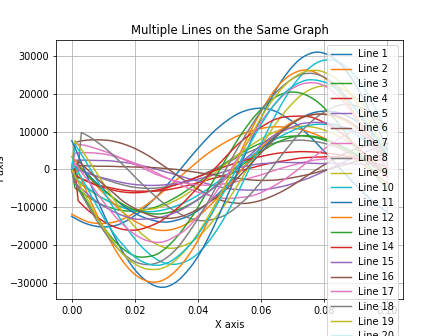 Multiple Lines on the Same Graph
30000
20000
10000
0
−10000
−20000
−30000
0.00
0.02
0.04
0.06
X axis
Line 1
Line 2
Line 3
Line 4
Line 5
Line 6
Line 7
Line 8
Line 9
Line 10
Line 11
Line 12
Line 13
Line 14
Line 15
Line 16
Line 17
Line 18
Line 19
Line 20